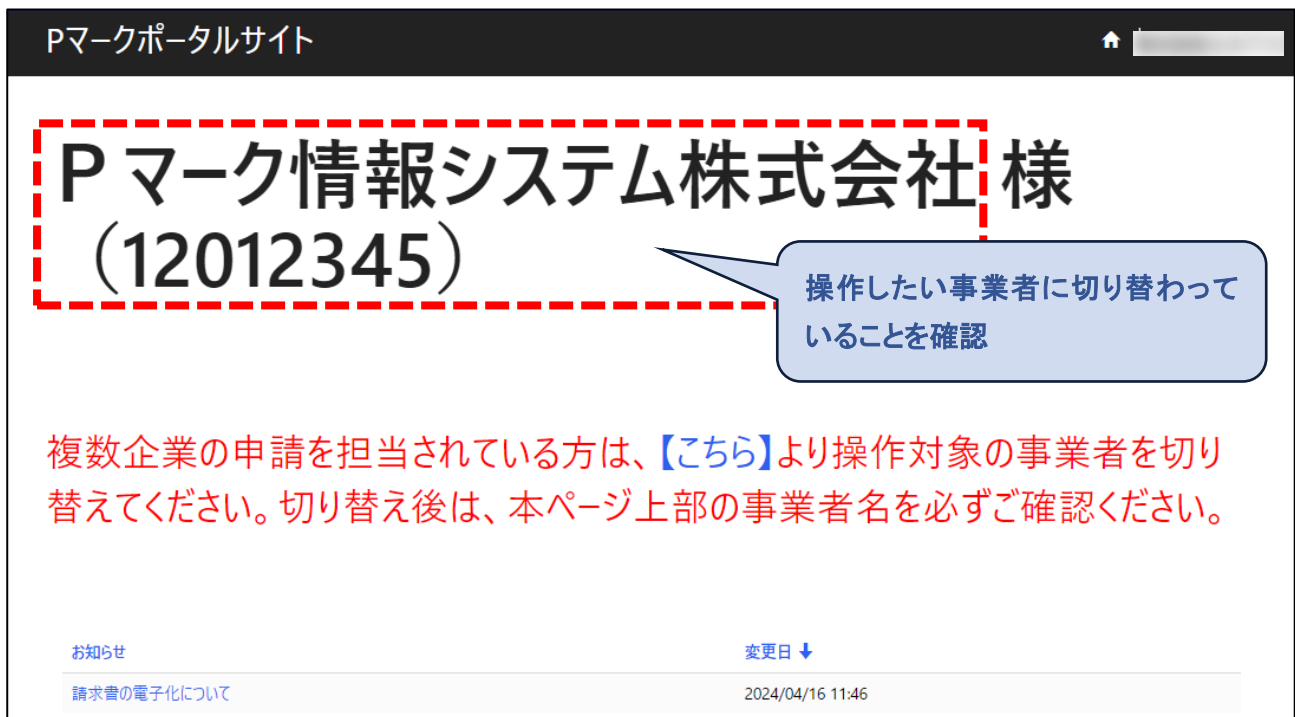 Pマークポータルサイト
Pマーク情報システム株式会社 様
（12012345）
操作したい事業者に切り替わって
いることを確認
複数企業の申請を担当されている方は、【こちら】より操作対象の事業者を切り
替えてください。切り替え後は、本ページ上部の事業者名を必ずご確認ください。
お知らせ 変更日
請求書の電子化について 2024/04/16 11:46